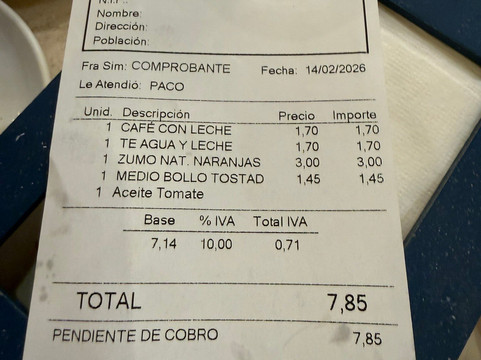 N.I.F.:
Nombre:
Dirección:
Población:
Fra Sim: COMPROBANTE Fecha: 14/02/2026
Le Atendió: PACO
Unid. Descripción Precio Importe
1 CAFÉ CON LECHE 1,70 1,70
1 TE AGUA Y LECHE 1,70 1,70
1 ZUMO NAT. NARANJAS 3,00 3,00
1 MEDIO BOLLO TOSTAD 1,45 1,45
1 Aceite Tomate
Base % IVA Total IVA
7,14 10,00 0,71
TOTAL 7,85
PENDIENTE DE COBRO 7,85